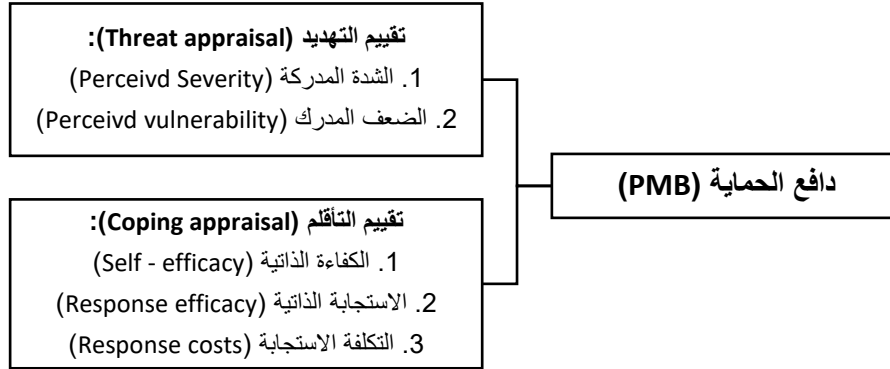 تقييم التهديد (Threat appraisal):
1. الشدة المدركة (Perceivd Severity)
2. الضعف المدرك (Perceivd vulnerability)
دافع الحماية (PMB)
تقييم التأقلم (Coping appraisal):
1. الكفاءة الذاتية (Self - efficacy)
2. الاستجابة الذاتية (Response efficacy)
3. التكلفة الاستجابة (Response costs)